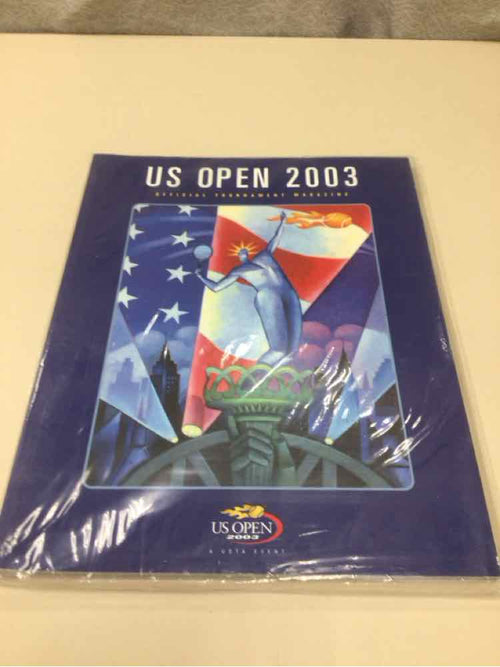 US OPEN 2003
OFFICIAL TOURNAMENT MAGAZINE
US OPEN
2003
A USTA EVENT